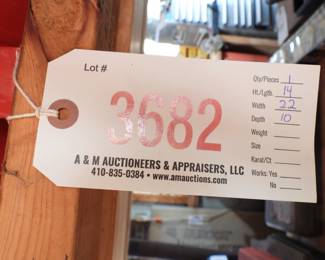 Lot #
3682
A & M AUCTIONEERS & APPRAISERS, LLC
410-835-0384 • www.amauctions.com
Qty/Pieces 1
Ht./Lgth 14
Width 22
Depth 10
Weight
Size
Karat/Ct
Works: Yes
No